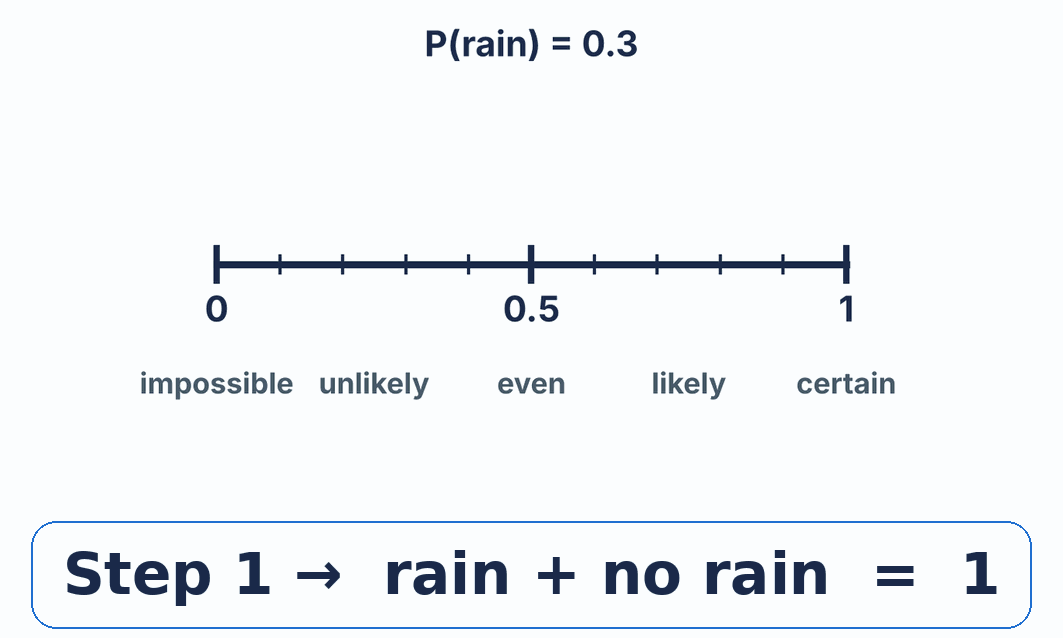 P(rain) = 0.3
0 0.5 1
impossible unlikely even likely certain
Step 1 → rain + no rain = 1